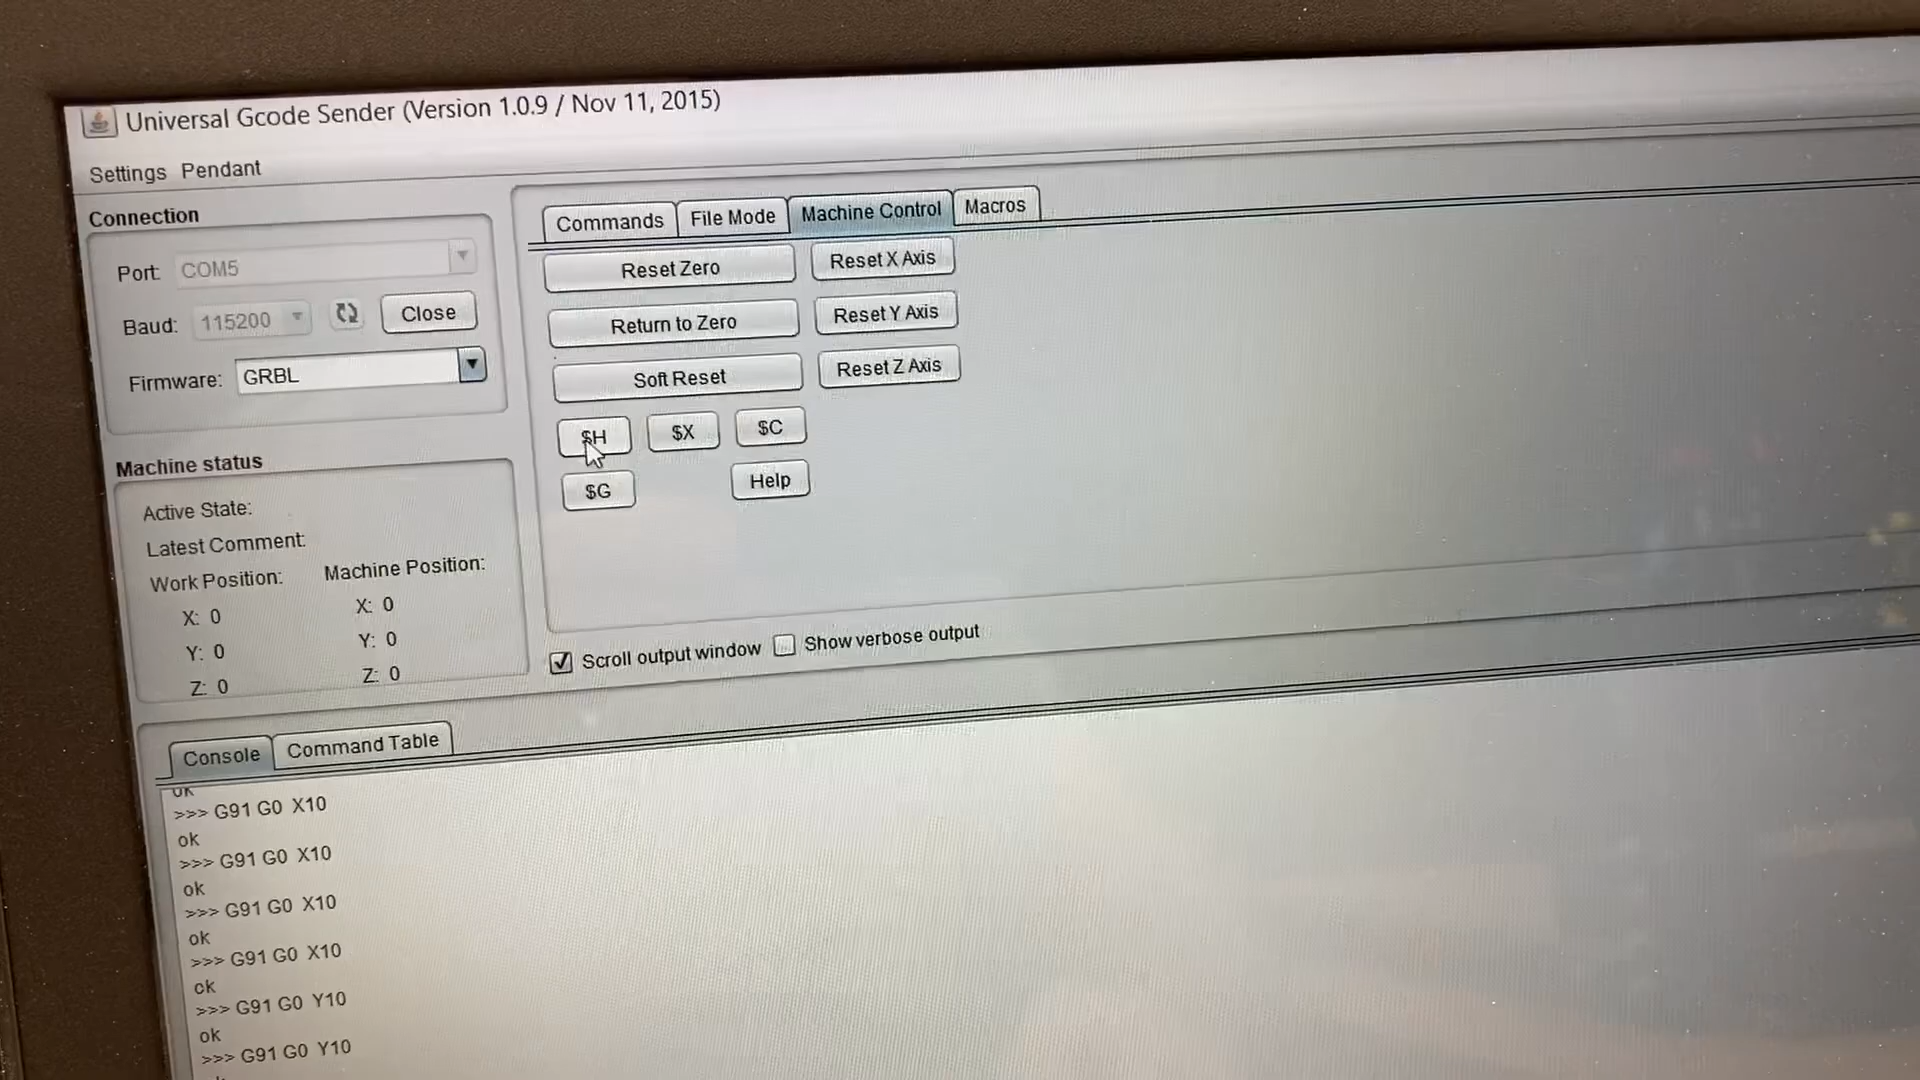 Universal Gcode Sender (Version 1.0.9 / Nov 11, 2015)
Settings Pendant
Connection
Port: COM5
Baud: 115200 Close
Firmware: GRBL
Machine status
Active State:
Latest Comment:
Work Position: Machine Position:
X: 0 X: 0
Y: 0 Y: 0
Z: 0 Z: 0
Commands File Mode Machine Control Macros
Reset Zero Reset X Axis
Return to Zero Reset Y Axis
Soft Reset Reset Z Axis
$H $X $C
$G Help
Scroll output window Show verbose output
Console Command Table
ok
>>> G91 G0 X10
ok
>>> G91 G0 X10
ok
>>> G91 G0 X10
ok
>>> G91 G0 X10
ok
>>> G91 G0 Y10
ok
>>> G91 G0 Y10